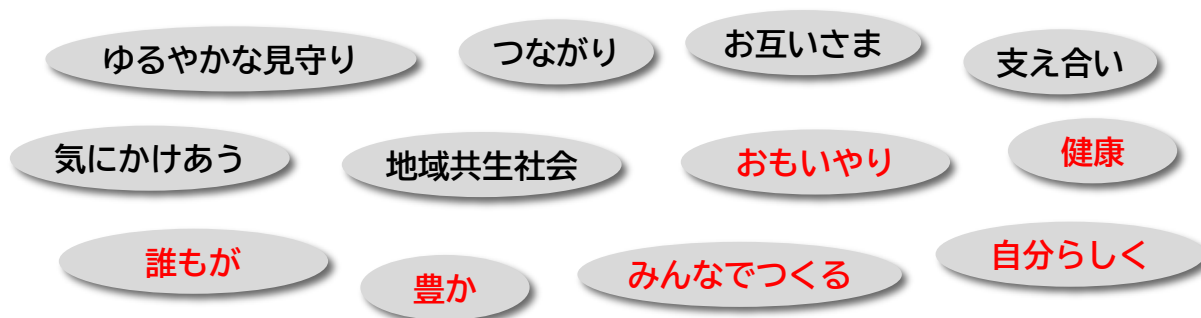 ゆるやかな見守り
つながり
お互いさま
支え合い
気にかけあう
地域共生社会
おもいやり
健康
誰もが
豊か
みんなでつくる
自分らしく